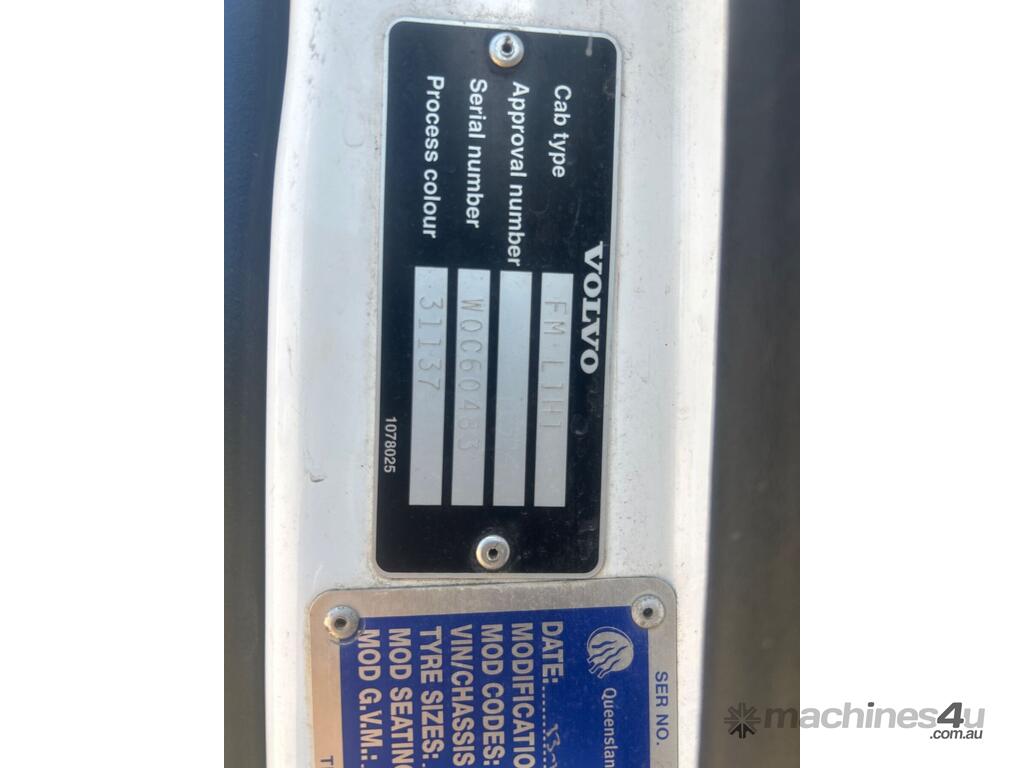 VOLVO
Cab type FM L1H1
Approval number
Serial number WOC60483
Process colour 31137
1078025
SER NO.
Queenslan
DATE:
MODIFICATIO
MOD CODES:
VIN/CHASSIS
TYRE SIZES:
MOD SEATING
MOD G.V.M.:
machines4u
.com.au